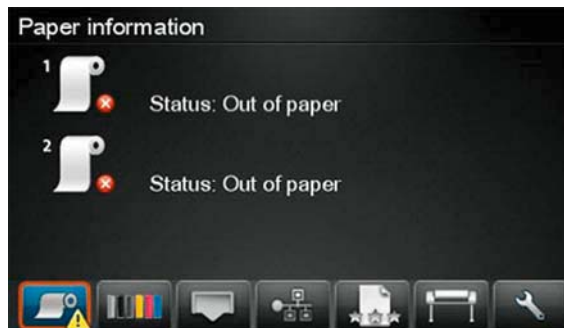 Paper information
1
Status: Out of paper
2
Status: Out of paper